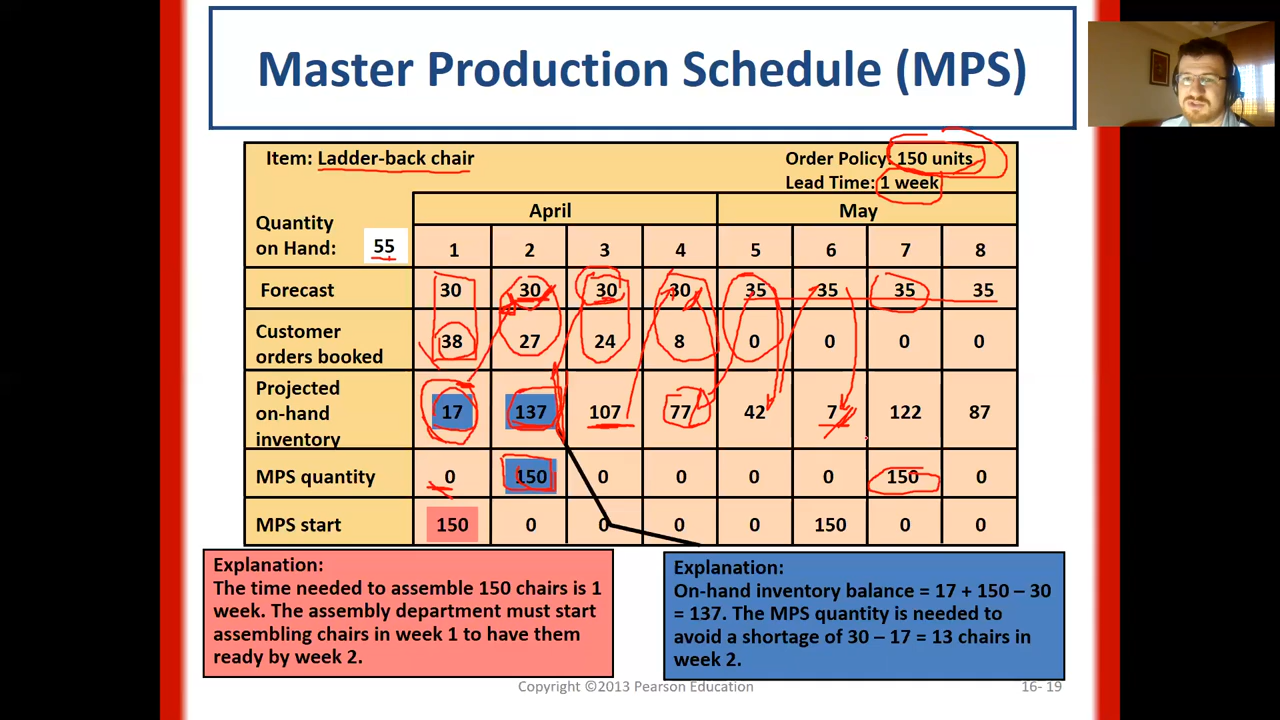 Master Production Schedule (MPS)
Item: Ladder-back chair
Order Policy: 150 units
Lead Time: 1 week
Quantity
on Hand: 55
April May
1 2 3 4 5 6 7 8
Forecast 30 30 30 30 35 35 35 35
Customer
orders booked 38 27 24 8 0 0 0 0
Projected
on-hand 17 137 107 77 42 7 122 87
inventory
MPS quantity 0 150 0 0 0 0 150 0
MPS start 150 0 0 0 0 150 0 0
Explanation:
The time needed to assemble 150 chairs is 1
week. The assembly department must start
assembling chairs in week 1 to have them
ready by week 2.
Explanation:
On-hand inventory balance = 17 + 150 – 30
= 137. The MPS quantity is needed to
avoid a shortage of 30 – 17 = 13 chairs in
week 2.
Copyright ©2013 Pearson Education 16- 19